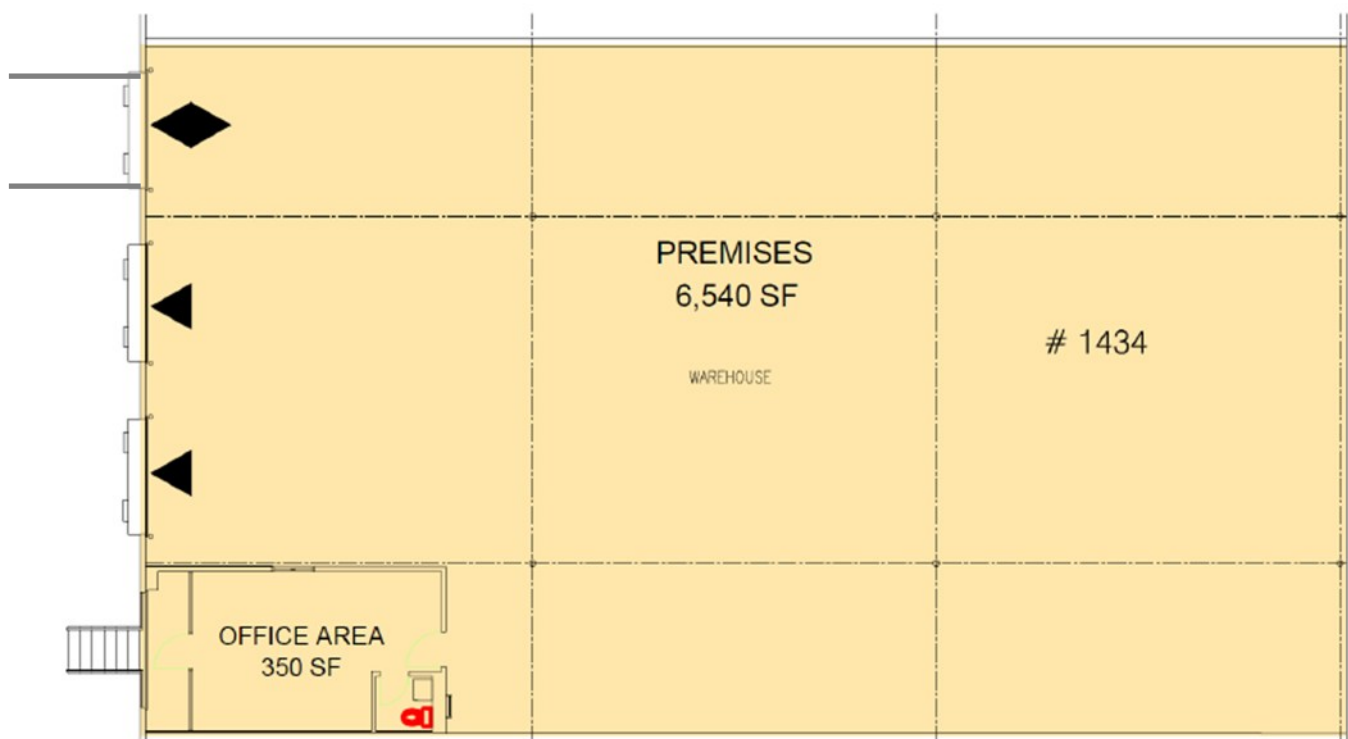 PREMISES
6,540 SF
# 1434
WAREHOUSE
OFFICE AREA
350 SF